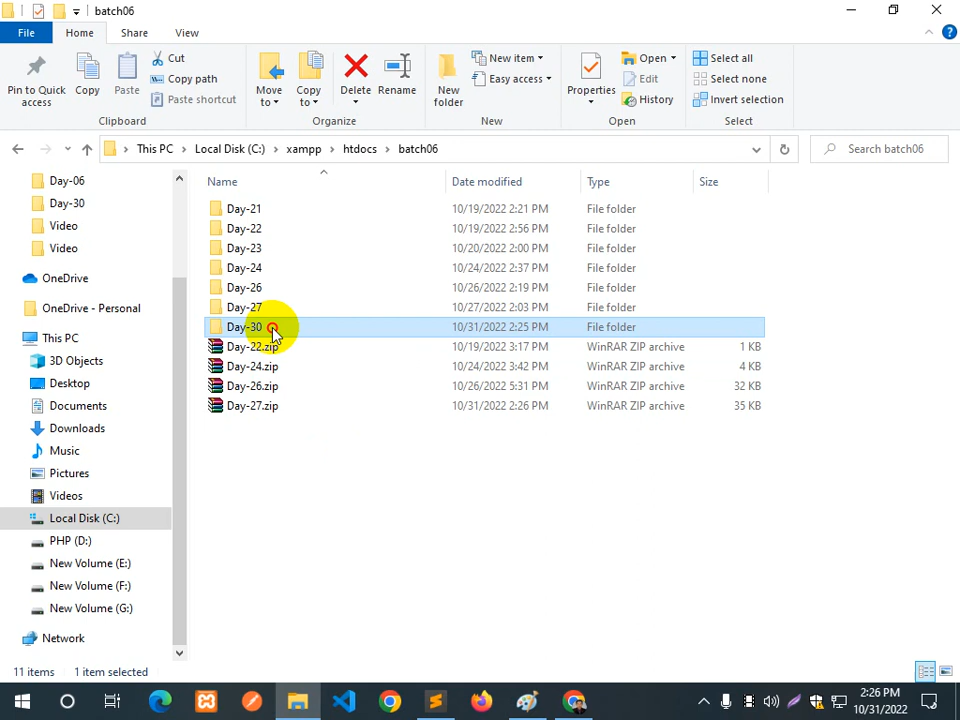 batch06
File
Home
Share
View
Pin to Quick access
Copy
Paste
Cut
Copy path
Paste shortcut
Clipboard
Move to
Copy to
Delete
Rename
Organize
New folder
New item
Easy access
New
Properties
Open
Edit
History
Open
Select all
Select none
Invert selection
Select
This PC
Local Disk (C:)
xampp
htdocs
batch06
Search batch06
Day-06
Day-30
Video
Video
OneDrive
OneDrive - Personal
This PC
3D Objects
Desktop
Documents
Downloads
Music
Pictures
Videos
Local Disk (C:)
PHP (D:)
New Volume (E:)
New Volume (F:)
New Volume (G:)
Network
Name Date modified Type Size
Day-21 10/19/2022 2:21 PM File folder
Day-22 10/19/2022 2:56 PM File folder
Day-23 10/20/2022 2:00 PM File folder
Day-24 10/24/2022 2:37 PM File folder
Day-26 10/26/2022 2:19 PM File folder
Day-27 10/27/2022 2:03 PM File folder
Day-30 10/31/2022 2:25 PM File folder
Day-22.zip 10/19/2022 3:17 PM WinRAR ZIP archive 1 KB
Day-24.zip 10/24/2022 3:42 PM WinRAR ZIP archive 4 KB
Day-26.zip 10/26/2022 5:31 PM WinRAR ZIP archive 32 KB
Day-27.zip 10/31/2022 2:26 PM WinRAR ZIP archive 35 KB
11 items 1 item selected
2:26 PM
10/31/2022